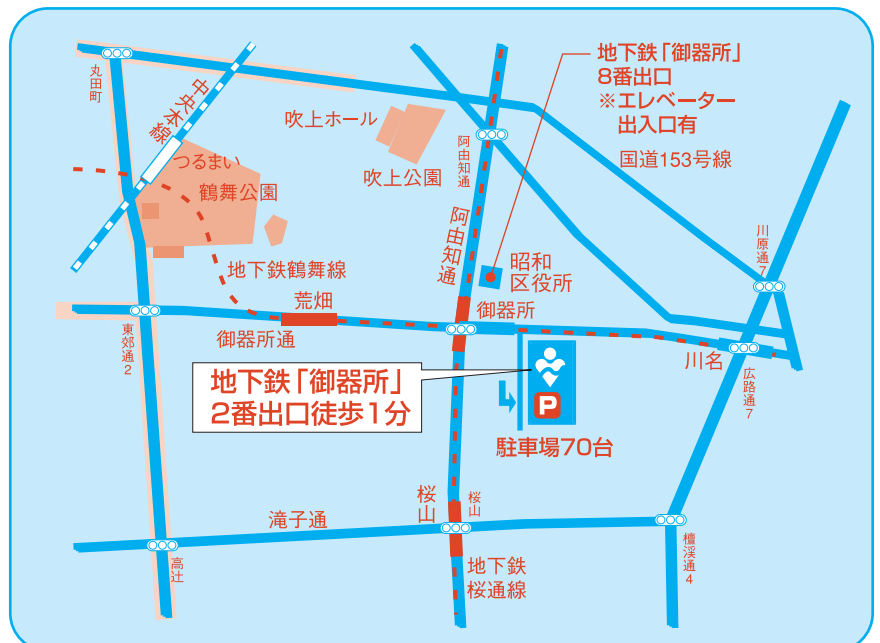 地下鉄「御器所」
8番出口
※エレベーター
出入口有
丸田町
中央本線
吹上ホール
阿由知通
国道153号線
つるまい
鶴舞公園
吹上公園
阿由知通
川原通7
昭和
区役所
地下鉄鶴舞線
荒畑
御器所
東郊通2
御器所通
川名
広路通7
地下鉄「御器所」
2番出口徒歩1分
P
駐車場70台
桜山
桜山
滝子通
高辻
檀渓通4
地下鉄
桜通線